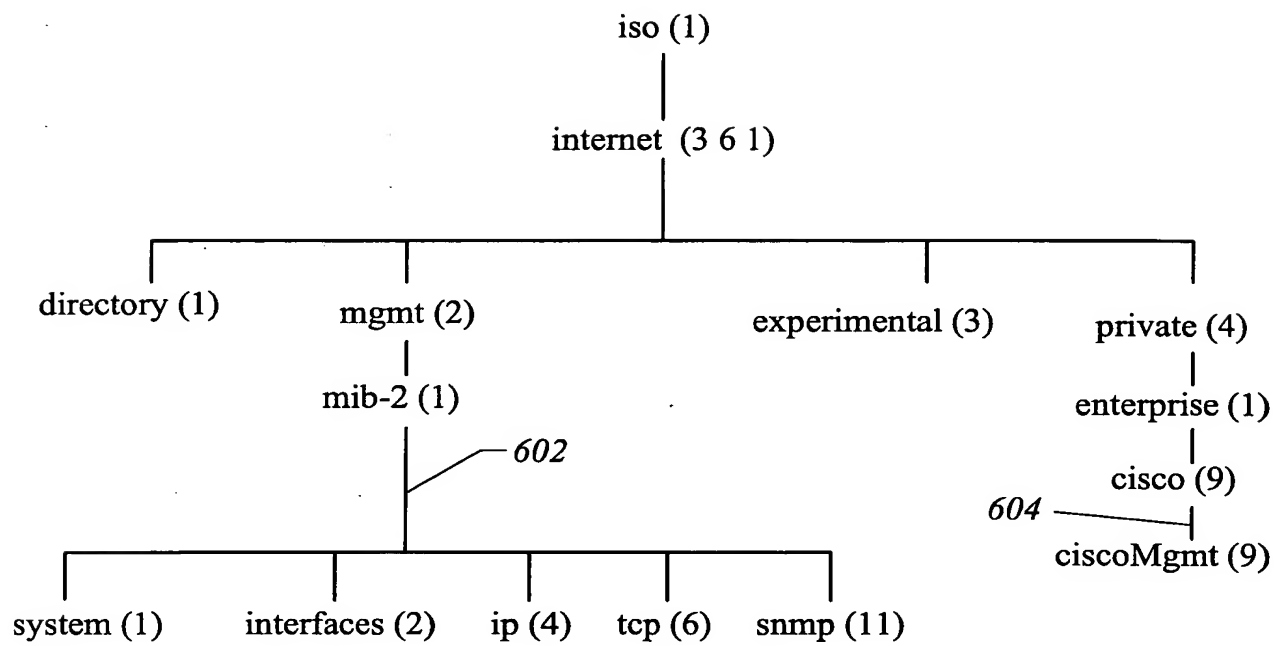 iso (1)
internet (3 6 1)
directory (1)
mgmt (2)
experimental (3)
private (4)
mib-2 (1)
enterprise (1)
602
cisco (9)
604
ciscoMgmt (9)
system (1)
interfaces (2)
ip (4)
tcp (6)
snmp (11)